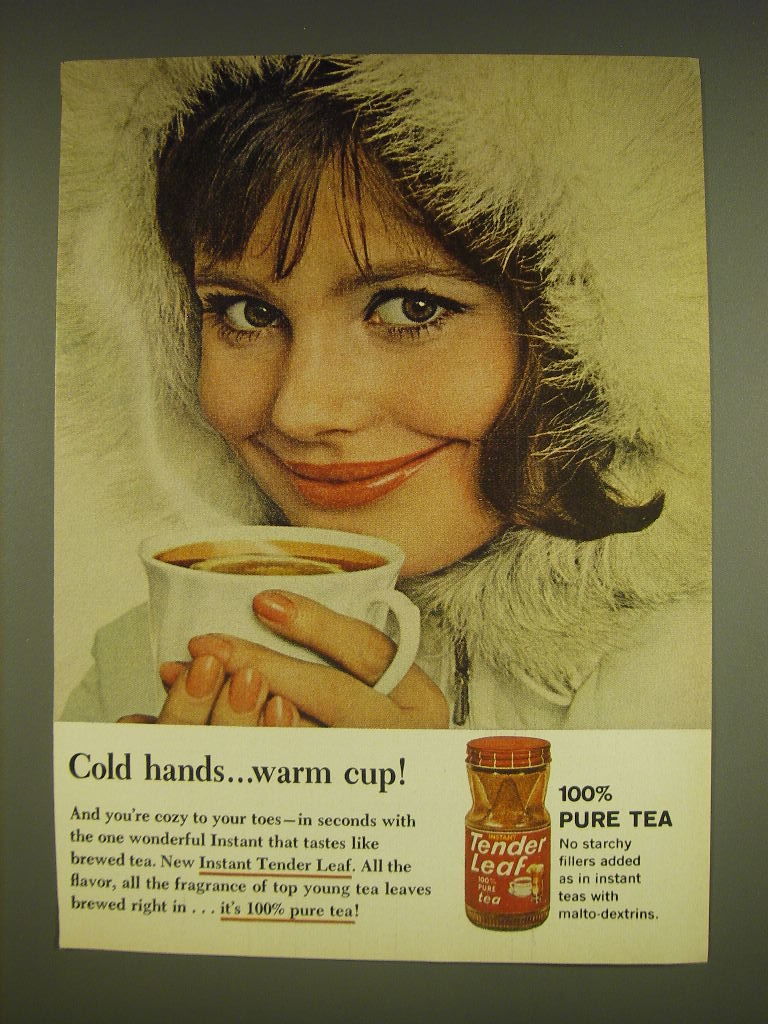 Cold hands...warm cup!
And you're cozy to your toes—in seconds with
the one wonderful Instant that tastes like
brewed tea. New Instant Tender Leaf. All the
flavor, all the fragrance of top young tea leaves
brewed right in . . . it's 100% pure tea!
INSTANT
Tender
Leaf
100%
PURE
tea
100%
PURE TEA
No starchy
fillers added
as in instant
teas with
malto-dextrins.